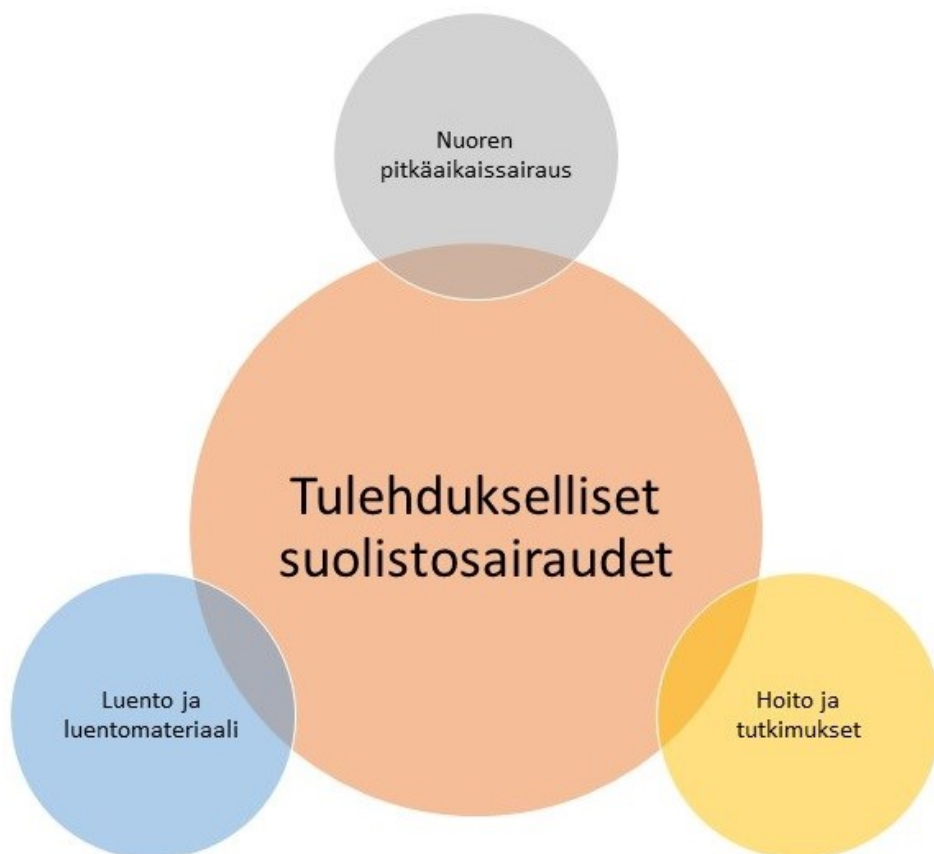 Nuoren
pitkäaikaissairaus
Tulehdukselliset
suolistosairaudet
Luento ja
luentomateriaali
Hoito ja
tutkimukset